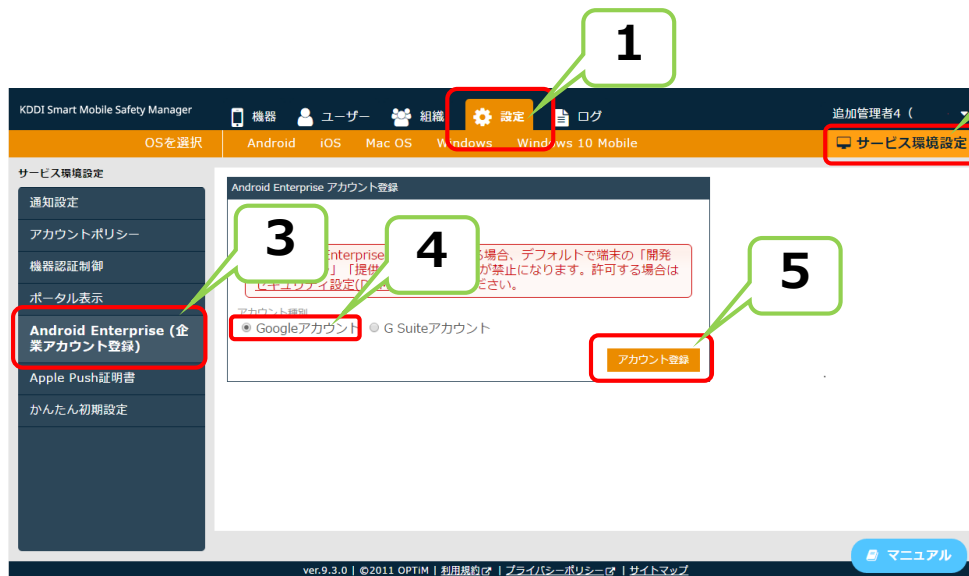 1
KDDI Smart Mobile Safety Manager
機器 ユーザー 組織 設定 ログ
追加管理者4 (
OSを選択 Android iOS Mac OS Windows Windows 10 Mobile
サービス環境設定
サービス環境設定
通知設定
アカウントポリシー
機器認証制御
ポータル表示
Android Enterprise (企
業アカウント登録)
Apple Push証明書
かんたん初期設定
Android Enterprise アカウント登録
3
4
5
場合、デフォルトで端末の「開発
」「提供 が禁止になります。許可する場合は
セキュリティ設定( ださい。
アカウント種別
Googleアカウント G Suiteアカウント
アカウント登録
マニュアル
ver.9.3.0 | ©2011 OPTiM | 利用規約 | プライバシーポリシー | サイトマップ